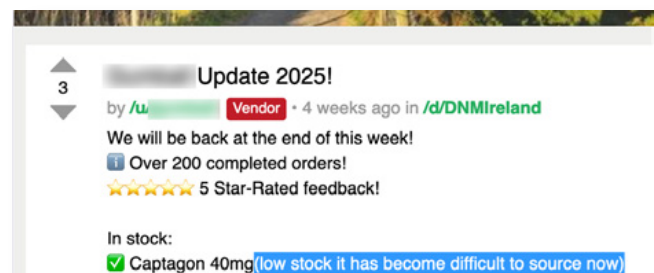 3
Update 2025!
by /u/ Vendor • 4 weeks ago in /d/DNMIreland
We will be back at the end of this week!
ℹ️ Over 200 completed orders!
⭐⭐⭐⭐⭐ 5 Star-Rated feedback!
In stock:
✅ Captagon 40mg(low stock it has become difficult to source now)